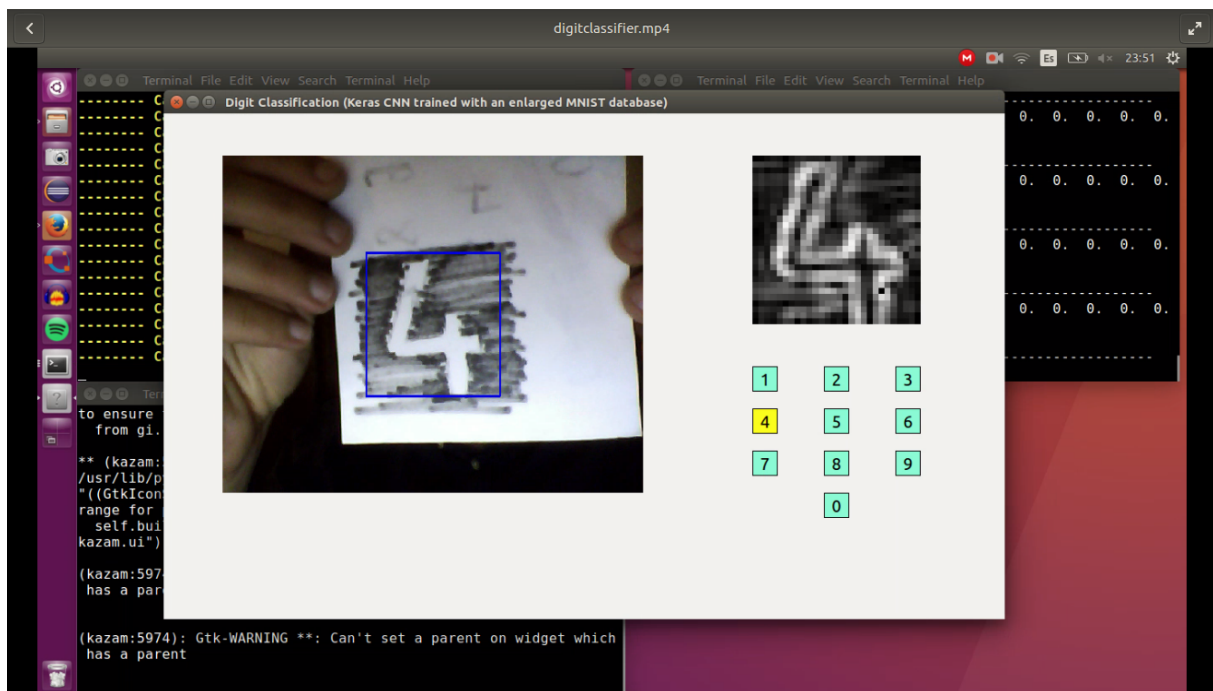 digitclassifier.mp4
Es
23:51
Terminal File Edit View Search Terminal Help
Terminal File Edit View Search Terminal Help
Digit Classification (Keras CNN trained with an enlarged MNIST database)
0. 0. 0. 0. 0.
0. 0. 0. 0. 0.
0. 0. 0. 0. 0.
0. 0. 0. 0. 0.
4
1 2 3
4 5 6
7 8 9
0
to ensure
from gi.
** (kazam:
/usr/lib/p
"((GtkIcon
range for
self.bui
kazam.ui")
(kazam:597
has a par
(kazam:5974): Gtk-WARNING **: Can't set a parent on widget which
has a parent